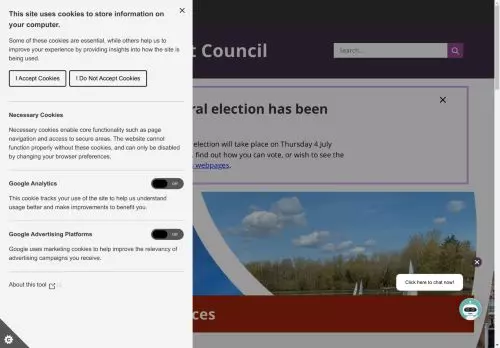 This site uses cookies to store information on
your computer.
Some of these cookies are essential, while others help us to
improve your experience by providing insights into how the site is
being used.
I Accept Cookies
I Do Not Accept Cookies
Necessary Cookies
Necessary cookies enable core functionality such as page
navigation and access to secure areas. The website cannot
function properly without these cookies, and can only be disabled
by changing your browser preferences.
Google Analytics
Off
This cookie tracks your use of the site to help us understand
usage better and make improvements to benefit you.
Google Advertising Platforms
Off
Google uses marketing cookies to help improve the relevancy of
advertising campaigns you receive.
About this tool
t Council
Search...
ral election has been
election will take place on Thursday 4 July
, find out how you can vote, or wish to see the
webpages.
Click here to chat now!
ces